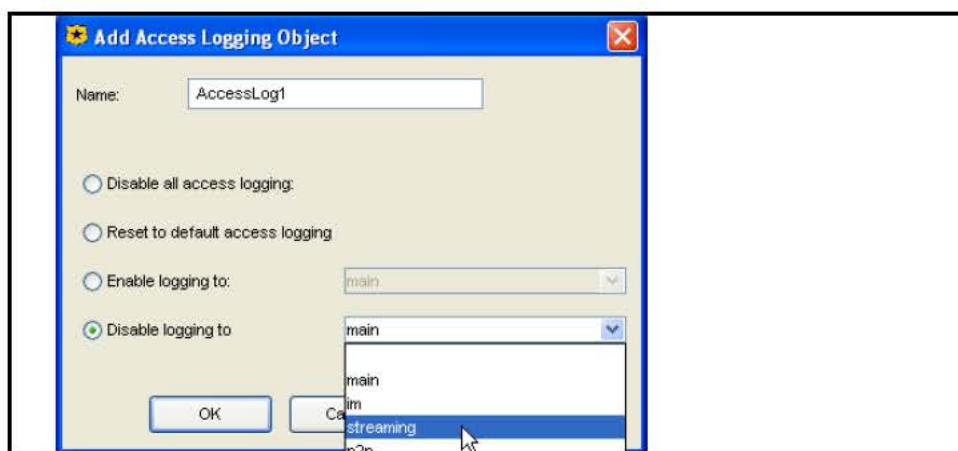 Add Access Logging Object
Name: AccessLog1
Disable all access logging:
Reset to default access logging
Enable logging to: main
Disable logging to main
main
im
OK Ca
streaming